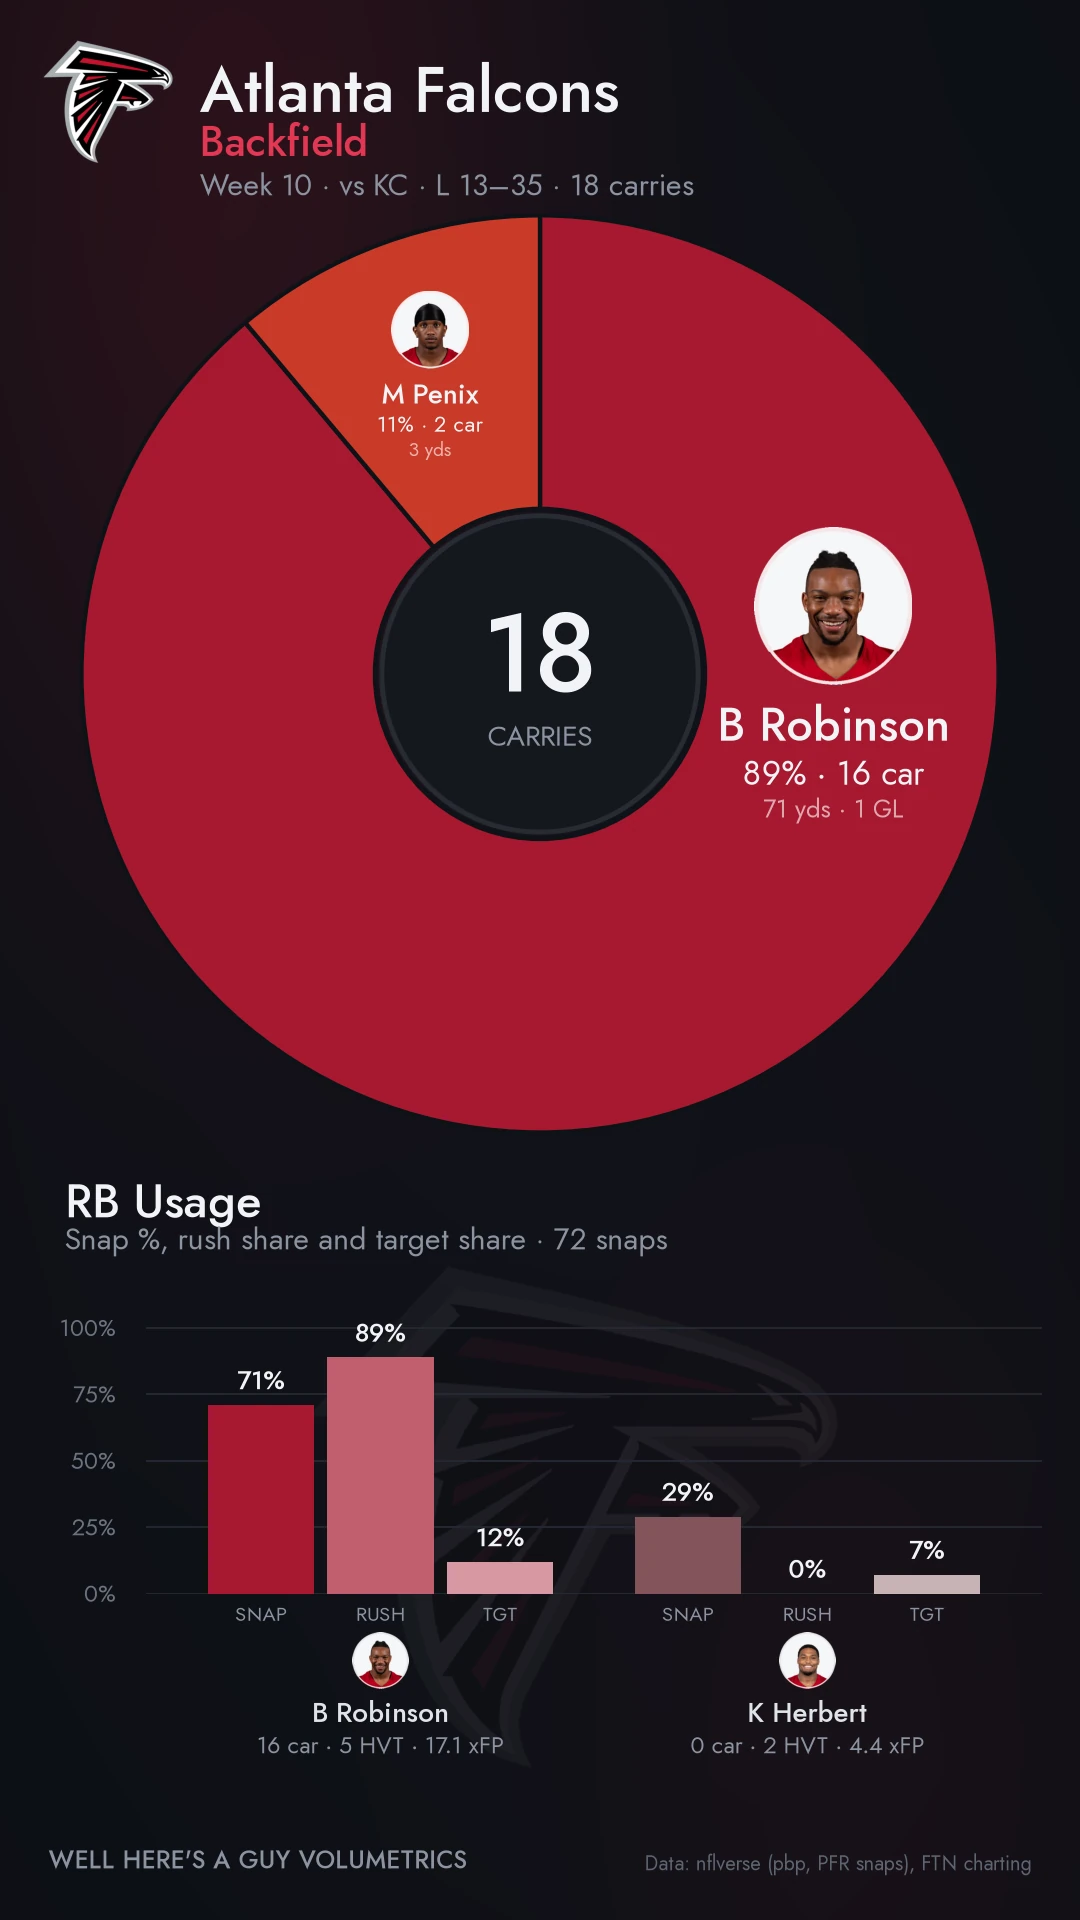 Atlanta Falcons
Backfield
Week 10 · vs KC · L 13–35 · 18 carries
M Penix
11% · 2 car
3 yds
18
CARRIES
B Robinson
89% · 16 car
71 yds · 1 GL
RB Usage
Snap %, rush share and target share · 72 snaps
100%
75%
50%
25%
0%
71%
89%
12%
29%
0%
7%
SNAP RUSH TGT SNAP RUSH TGT
B Robinson
16 car · 5 HVT · 17.1 xFP
K Herbert
0 car · 2 HVT · 4.4 xFP
WELL HERE'S A GUY VOLUMETRICS
Data: nflverse (pbp, PFR snaps), FTN charting